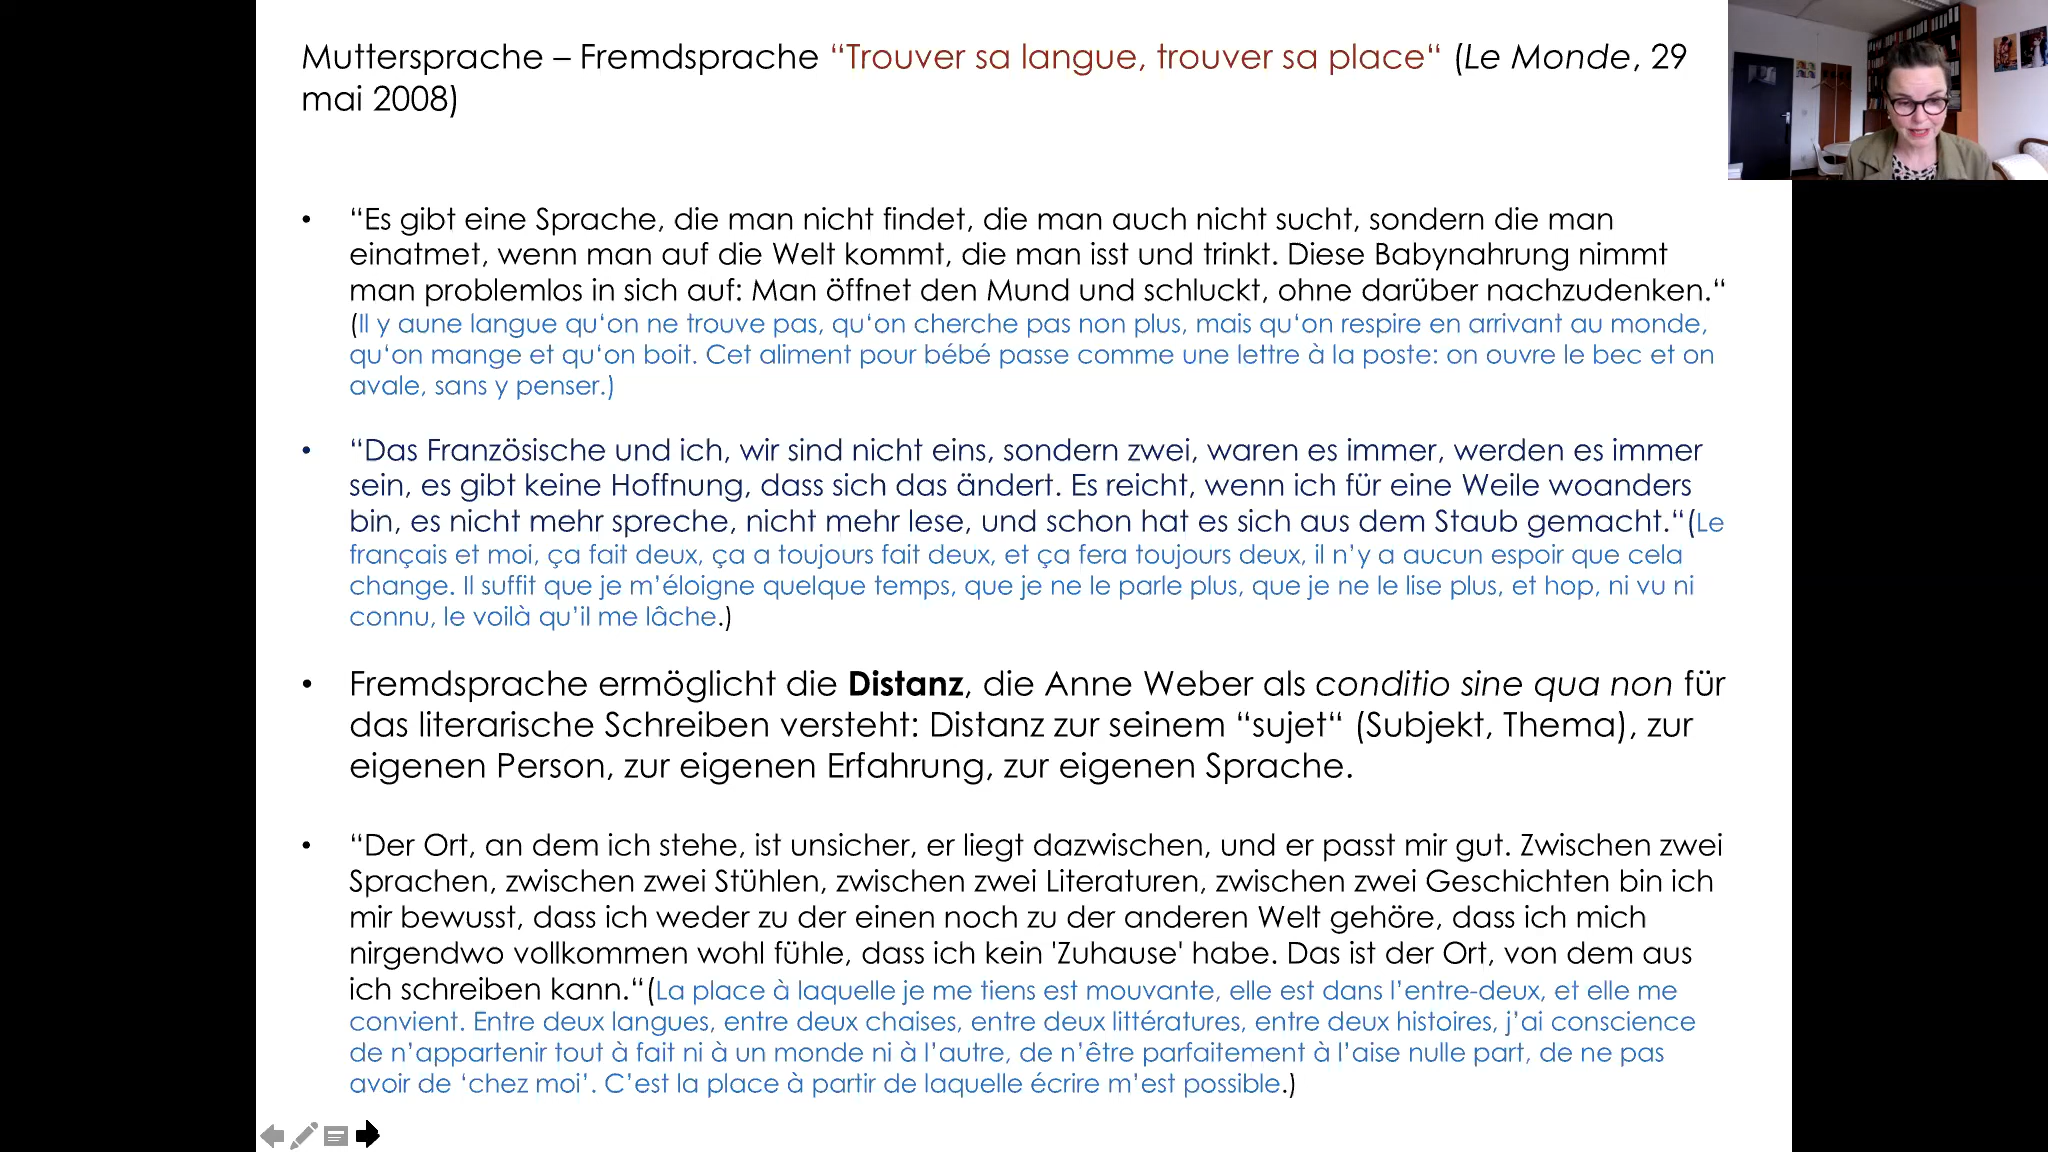 Muttersprache – Fremdsprache “Trouver sa langue, trouver sa place“ (Le Monde, 29
mai 2008)
• “Es gibt eine Sprache, die man nicht findet, die man auch nicht sucht, sondern die man
einatmet, wenn man auf die Welt kommt, die man isst und trinkt. Diese Babynahrung nimmt
man problemlos in sich auf: Man öffnet den Mund und schluckt, ohne darüber nachzudenken.“
(Il y aune langue qu‘on ne trouve pas, qu‘on cherche pas non plus, mais qu‘on respire en arrivant au monde,
qu‘on mange et qu‘on boit. Cet aliment pour bébé passe comme une lettre à la poste: on ouvre le bec et on
avale, sans y penser.)
• “Das Französische und ich, wir sind nicht eins, sondern zwei, waren es immer, werden es immer
sein, es gibt keine Hoffnung, dass sich das ändert. Es reicht, wenn ich für eine Weile woanders
bin, es nicht mehr spreche, nicht mehr lese, und schon hat es sich aus dem Staub gemacht.“(Le
français et moi, ça fait deux, ça a toujours fait deux, et ça fera toujours deux, il n’y a aucun espoir que cela
change. Il suffit que je m’éloigne quelque temps, que je ne le parle plus, que je ne le lise plus, et hop, ni vu ni
connu, le voilà qu’il me lâche.)
• Fremdsprache ermöglicht die Distanz, die Anne Weber als conditio sine qua non für
das literarische Schreiben versteht: Distanz zur seinem “sujet“ (Subjekt, Thema), zur
eigenen Person, zur eigenen Erfahrung, zur eigenen Sprache.
• “Der Ort, an dem ich stehe, ist unsicher, er liegt dazwischen, und er passt mir gut. Zwischen zwei
Sprachen, zwischen zwei Stühlen, zwischen zwei Literaturen, zwischen zwei Geschichten bin ich
mir bewusst, dass ich weder zu der einen noch zu der anderen Welt gehöre, dass ich mich
nirgendwo vollkommen wohl fühle, dass ich kein 'Zuhause' habe. Das ist der Ort, von dem aus
ich schreiben kann.“(La place à laquelle je me tiens est mouvante, elle est dans l’entre-deux, et elle me
convient. Entre deux langues, entre deux chaises, entre deux littératures, entre deux histoires, j’ai conscience
de n’appartenir tout à fait ni à un monde ni à l’autre, de n’être parfaitement à l’aise nulle part, de ne pas
avoir de ‘chez moi’. C’est la place à partir de laquelle écrire m’est possible.)